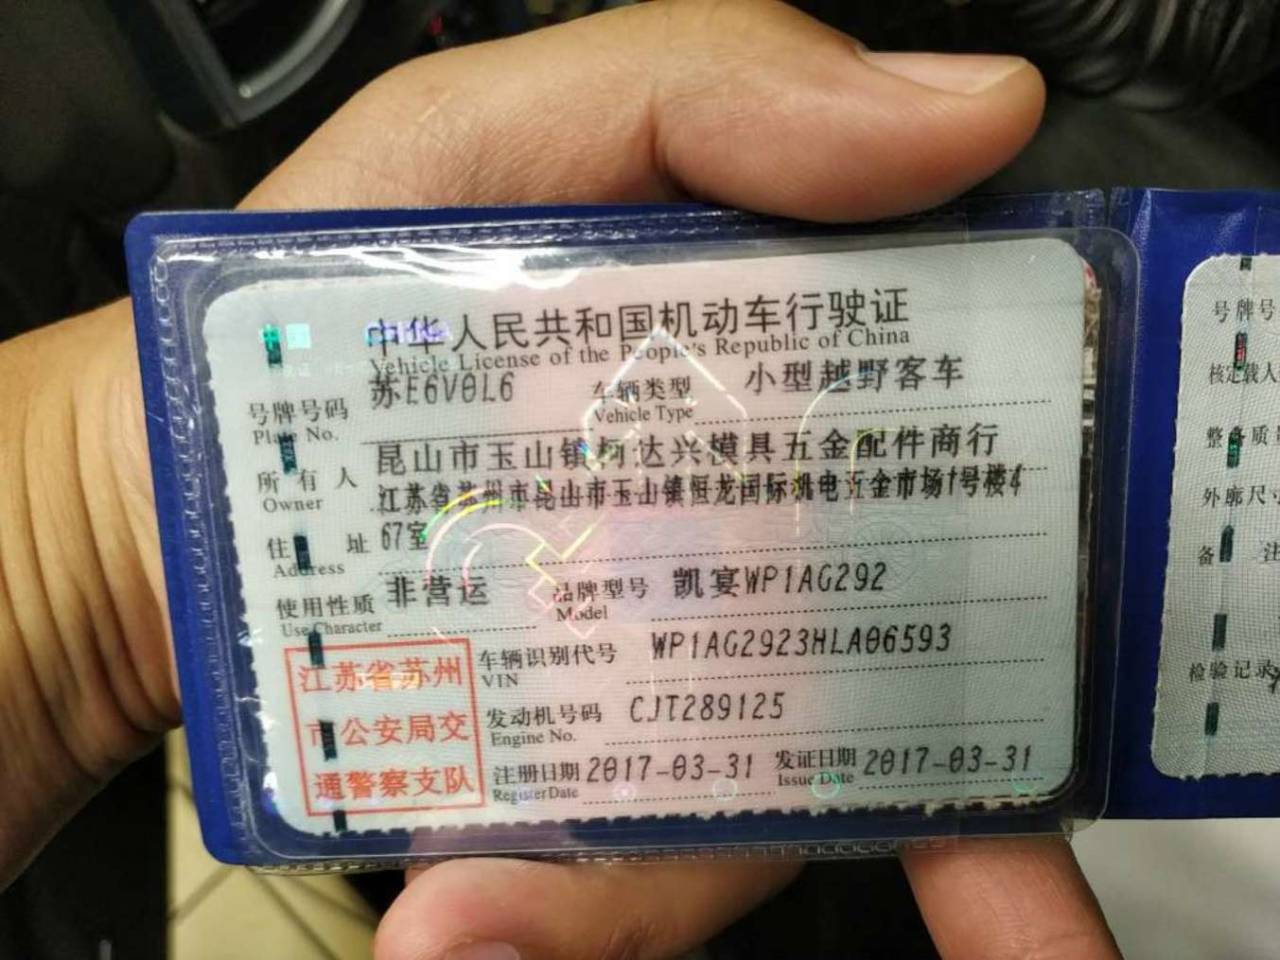 中华人民共和国机动车行驶证
Vehicle License of the People's Republic of China
号牌号码 苏E6V0L6 车辆类型 小型越野客车
Plate No. Vehicle Type
所有人 昆山市玉山镇柯达兴模具五金配件商行
Owner
江苏省苏州市昆山市玉山镇恒龙国际机电五金市场1号楼4
住址 67室
Address
使用性质 非营运 品牌型号 凯宴WP1AG292
Use Character Model
江苏省苏州
市公安局交
通警察支队
车辆识别代号 WP1AG2923HLA06593
VIN
发动机号码 CJT289125
Engine No.
注册日期 2017-03-31 发证日期 2017-03-31
Register Date Issue Date
号牌号
核定载人
整备质量
外廓尺寸
备注
检验记录